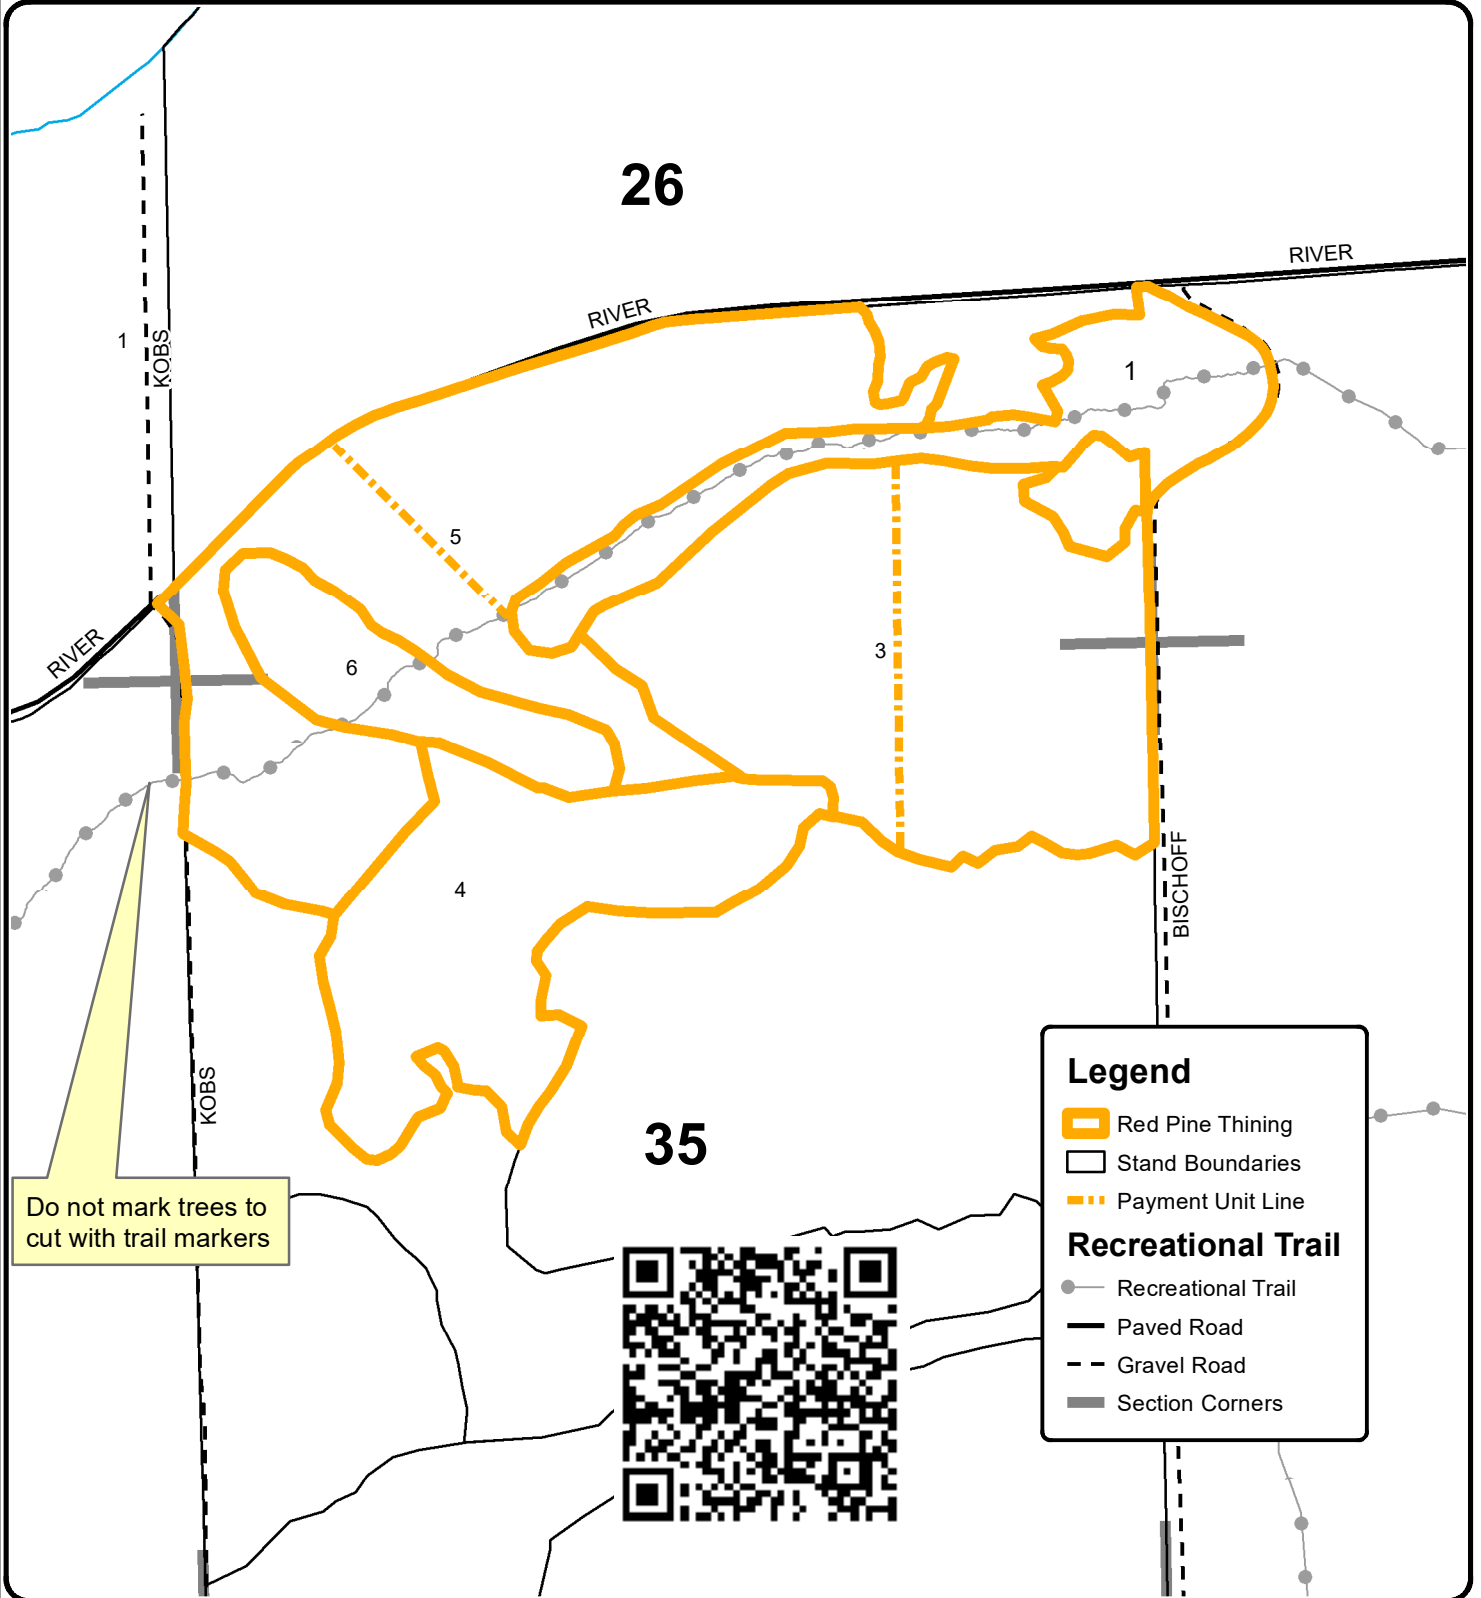 26
RIVER
RIVER
1
KOBS
1
5
3
6
RIVER
4
BISCHOFF
KOBS
35
Do not mark trees to
cut with trail markers
Legend
Red Pine Thining
Stand Boundaries
Payment Unit Line
Recreational Trail
Recreational Trail
Paved Road
Gravel Road
Section Corners